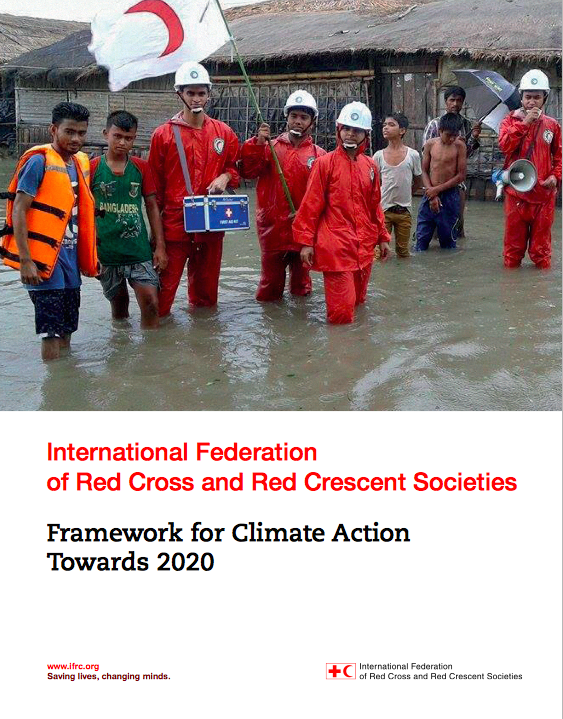 BANGLADESH
FIRST AID KIT
International Federation
of Red Cross and Red Crescent Societies
Framework for Climate Action
Towards 2020
www.ifrc.org
Saving lives, changing minds.
International Federation
of Red Cross and Red Crescent Societies